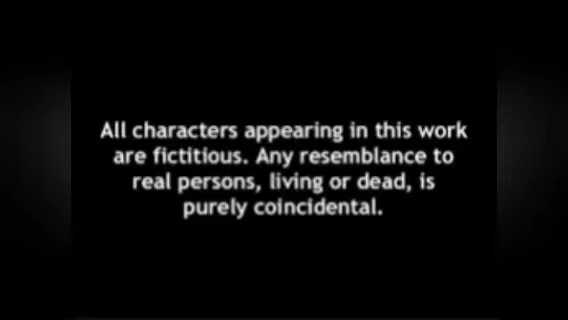 All characters appearing in this work
are fictitious. Any resemblance to
real persons, living or dead, is
purely coincidental.